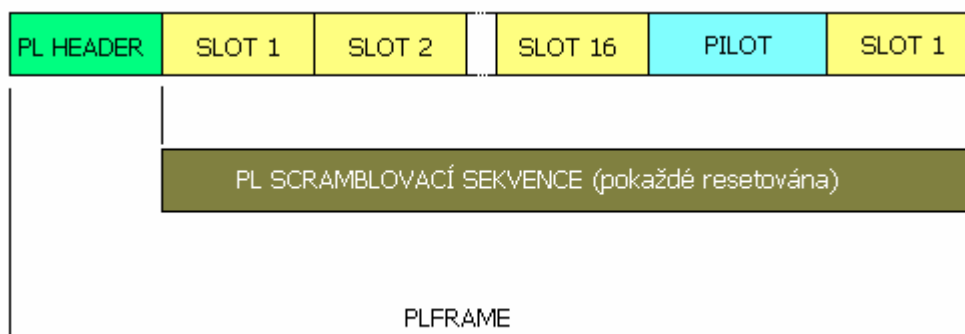 PL HEADER SLOT 1 SLOT 2 SLOT 16 PILOT SLOT 1
PL SCRAMBLOVACÍ SEKVENCE (pokaždé resetována)
PLFRAME